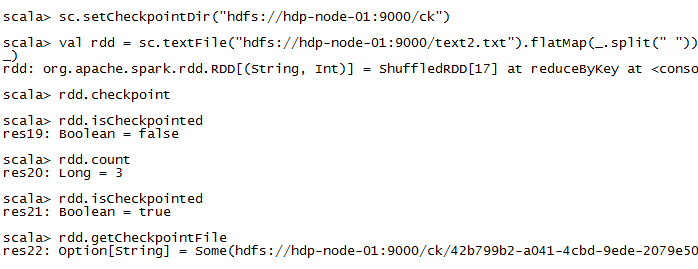 scala> sc.setCheckpointDir("hdfs://hdp-node-01:9000/ck")
scala> val rdd = sc.textFile("hdfs://hdp-node-01:9000/text2.txt").flatMap(_.split(" "))
_)
rdd: org.apache.spark.rdd.RDD[(String, Int)] = ShuffledRDD[17] at reduceByKey at <conso
scala> rdd.checkpoint
scala> rdd.isCheckpointed
res19: Boolean = false
scala> rdd.count
res20: Long = 3
scala> rdd.isCheckpointed
res21: Boolean = true
scala> rdd.getCheckpointFile
res22: Option[String] = Some(hdfs://hdp-node-01:9000/ck/42b799b2-a041-4cbd-9ede-2079e50